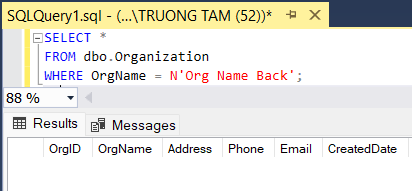 SQLQuery1.sql - (...\TRUONG TAM (52))*
SELECT *
FROM dbo.Organization
WHERE OrgName = N'Org Name Back';
88 %
Results Messages
OrgID OrgName Address Phone Email CreatedDate